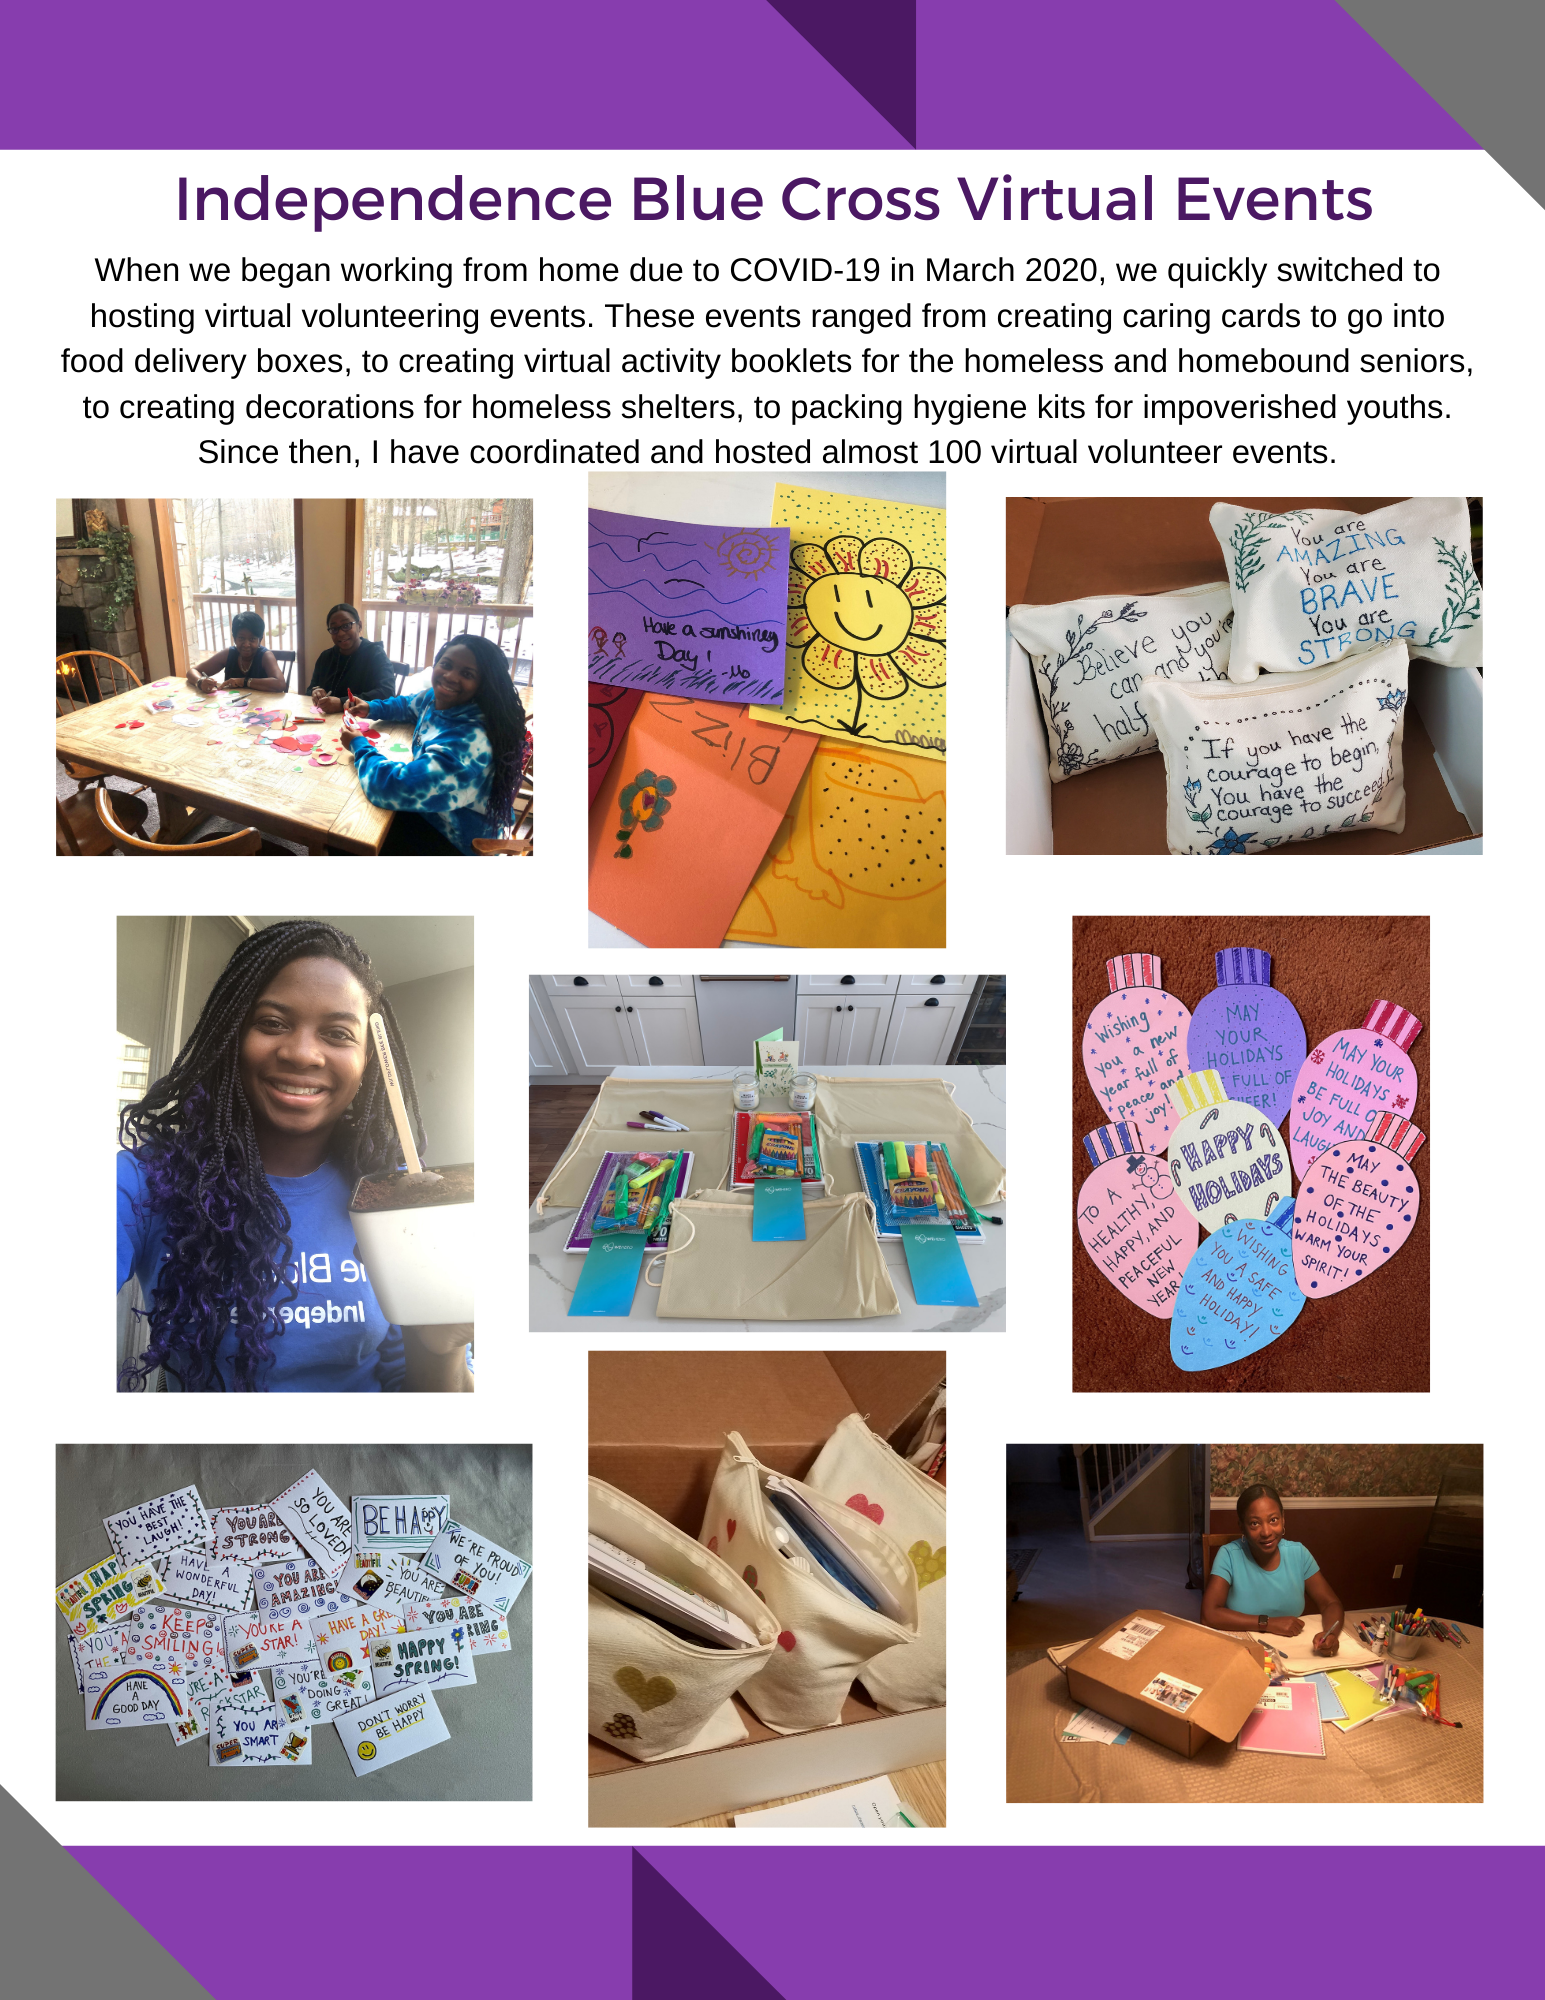 Independence Blue Cross Virtual Events
When we began working from home due to COVID-19 in March 2020, we quickly switched to
hosting virtual volunteering events. These events ranged from creating caring cards to go into
food delivery boxes, to creating virtual activity booklets for the homeless and homebound seniors,
to creating decorations for homeless shelters, to packing hygiene kits for impoverished youths.
Since then, I have coordinated and hosted almost 100 virtual volunteer events.
Have a sunshiney
Day!
-Mo
Bliz
You are
AMAZING
You are
BRAVE
You are
STRONG
Believe you
can and you're
half
If you have the
courage to begin,
You have the
courage to succeed
Indepe
CRAYONS
CRAYONS
Wishing
you a new
year full of
peace and
joy!
MAY
YOUR
HOLIDAYS
FULL OF
MAY YOUR
HOLIDAYS
BE FULL O
JOY AND
HAPPY
HOLIDAYS
TO A
HEALTHY,
HAPPY, AND
PEACEFUL
NEW
YEAR!
MAY
THE BEAUTY
OF THE
HOLIDAYS
WARM YOUR
SPIRIT!
WISHING
YOU A SAFE
AND HAPPY
HOLIDAY!
YOU HAVE THE
BEST
LAUGH!
YOU ARE
STRONG
YOU ARE
SO LOVED!
BE HAPPY
WE'RE PROUD
OF YOU!
SPRING
HAVE A
WONDERFUL
DAY!
YOU ARE
AMAZING!
YOU ARE
BEAUTIFUL
KEEP
SMILING!
YOU'RE A
STAR!
HAVE A GRE
DAY!
YOU ARE
HAPPY
SPRING!
HAVE
A
GOOD DAY
YOU'RE
DOING
GREAT!
YOU AR
SMART
DON'T WORRY
BE HAPPY